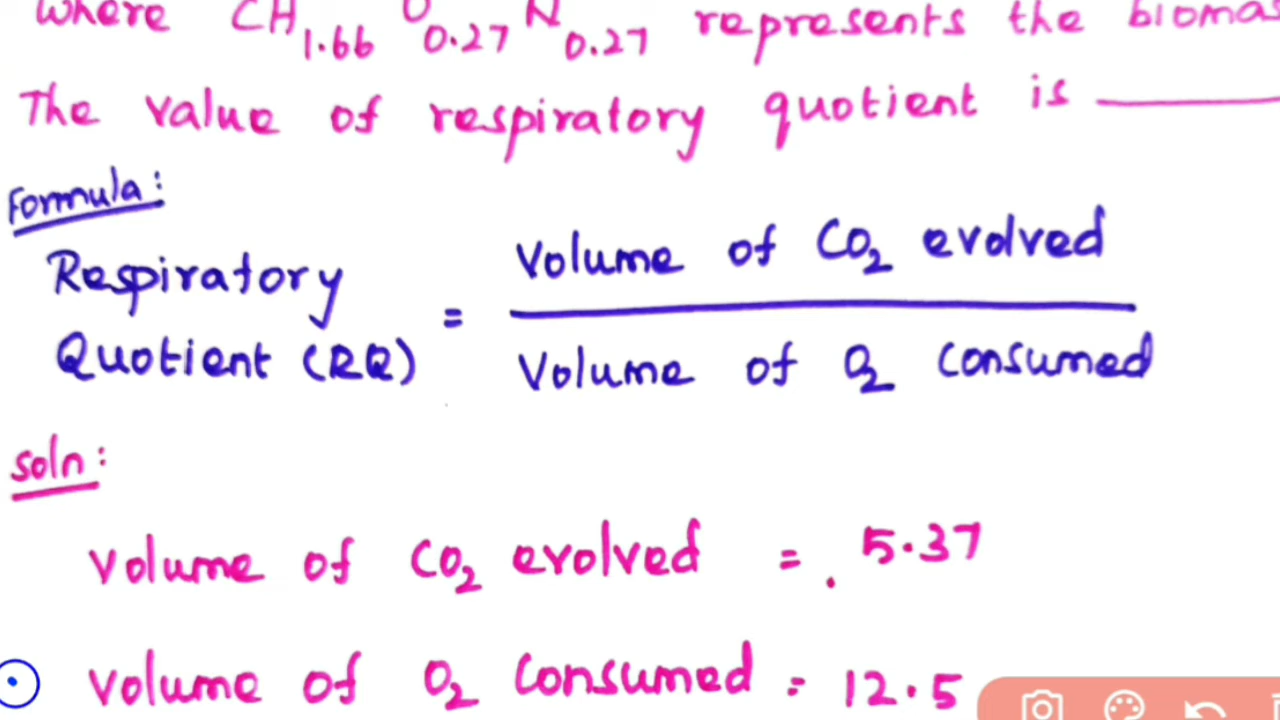 where CH1.66 O0.27 N0.27 represents the biomas
The value of respiratory quotient is ______
Formula:
Respiratory Quotient (RQ) = Volume of CO2 evolved / Volume of O2 consumed
Soln:
Volume of CO2 evolved = 5.37
Volume of O2 consumed = 12.5